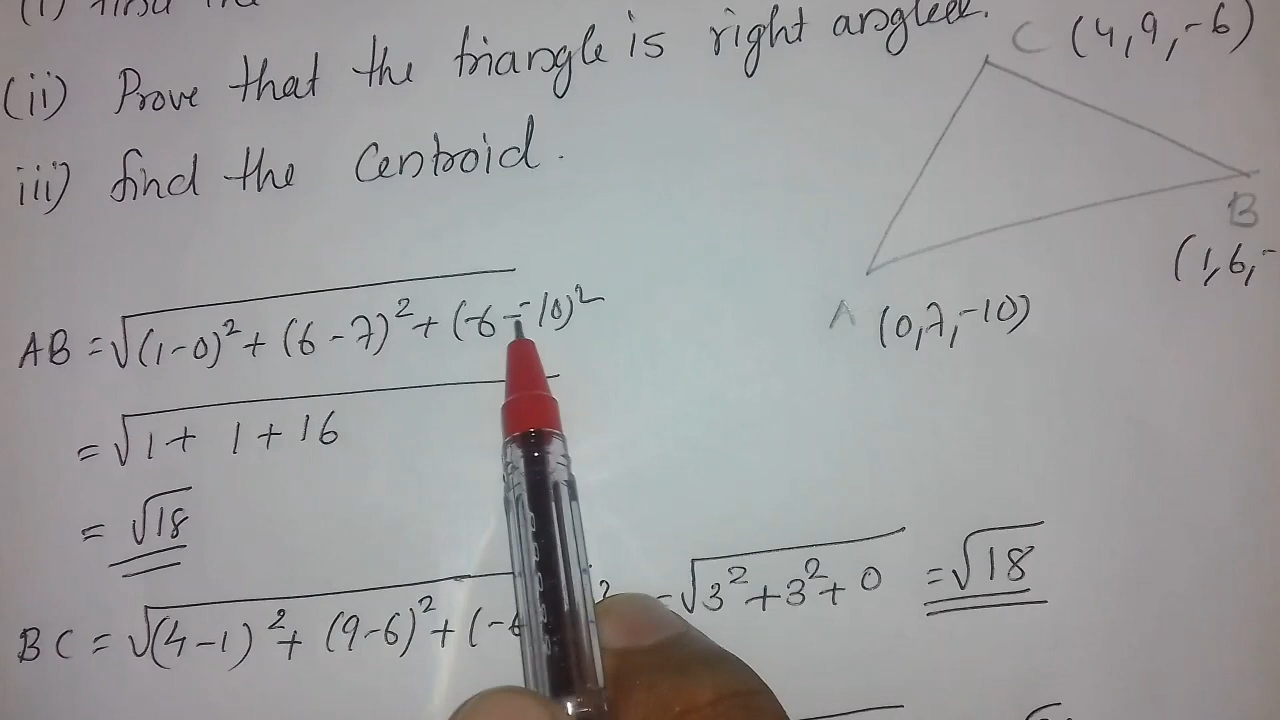 (ii) Prove that the triangle is right angled.
iii) find the Centroid.
C (4,9,-6)
B
(1,6,-
A (0,7,-10)
AB = √(1-0)² + (6-7)² + (-6--10)²
= √1 + 1 + 16
= √18
BC = √(4-1)² + (9-6)² + (-6 ² = √3² + 3² + 0 = √18